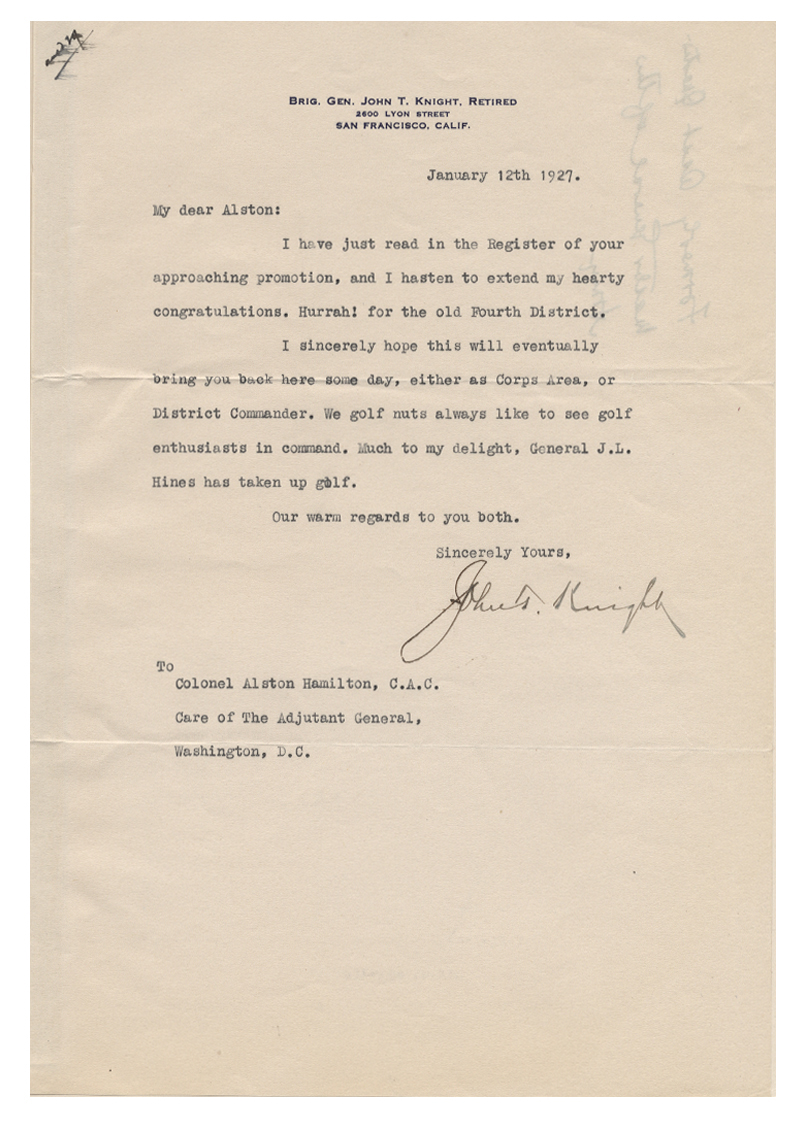 BRIG. GEN. JOHN T. KNIGHT, RETIRED
2600 LYON STREET
SAN FRANCISCO, CALIF.
January 12th 1927.
My dear Alston:
I have just read in the Register of your
approaching promotion, and I hasten to extend my hearty
congratulations. Hurrah! for the old Fourth District.
I sincerely hope this will eventually
bring you back here some day, either as Corps Area, or
District Commander. We golf nuts always like to see golf
enthusiasts in command. Much to my delight, General J.L.
Hines has taken up golf.
Our warm regards to you both.
Sincerely Yours,
John T. Knight
To
Colonel Alston Hamilton, C.A.C.
Care of The Adjutant General,
Washington, D.C.